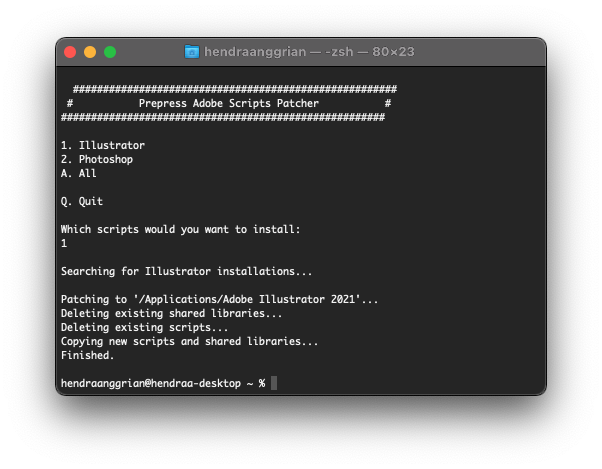 hendraanggrian — -zsh — 80×23
######################################################
# Prepress Adobe Scripts Patcher #
######################################################
1. Illustrator
2. Photoshop
A. All
Q. Quit
Which scripts would you want to install:
1
Searching for Illustrator installations...
Patching to '/Applications/Adobe Illustrator 2021'...
Deleting existing shared libraries...
Deleting existing scripts...
Copying new scripts and shared libraries...
Finished.
hendraanggrian@hendraa-desktop ~ %